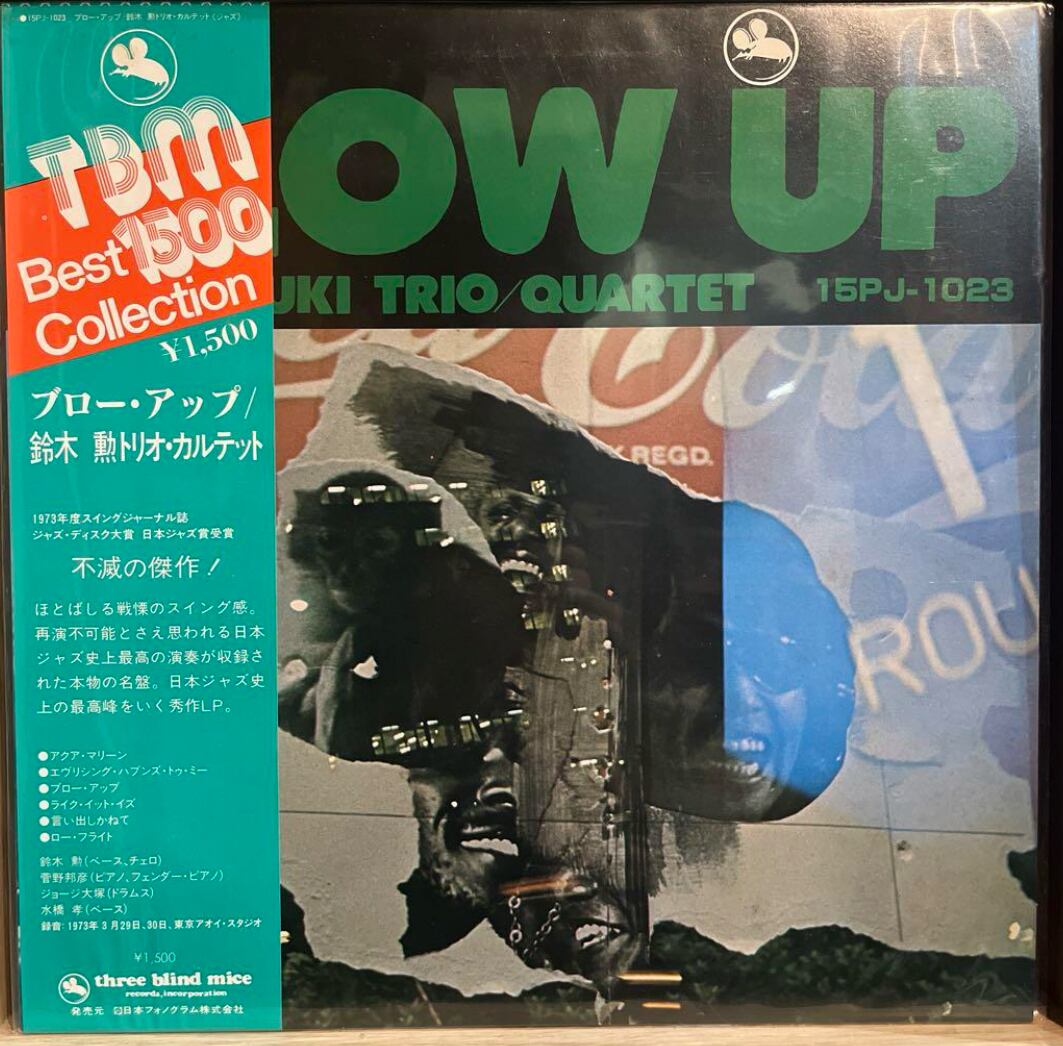 ●15PJ-1023 ブロー・アップ/鈴木 勲トリオ・カルテット(ジャズ)
TBM
1500
Best
Collection
¥1,500
ブロー・アップ/
鈴木 勲トリオ・カルテット
1973年度スイングジャーナル誌
ジャズ・ディスク大賞 日本ジャズ賞受賞
不滅の傑作!
ほとばしる戦慄のスイング感。
再演不可能とさえ思われる日本
ジャズ史上最高の演奏が収録さ
れた本物の名盤。日本ジャズ史
上の最高峰をいく秀作LP。
●アクア・マリーン
●エヴリシング・ハプンズ・トゥ・ミー
●ブロー・アップ
●ライク・イット・イズ
●言い出しかねて
●ロー・フライト
鈴木 勲(ベース、チェロ)
菅野邦彦(ピアノ、フェンダー・ピアノ)
ジョージ大塚(ドラムス)
水橋 孝(ベース)
録音:1973年3月29日、30日、東京アオイ・スタジオ
¥1,500
three blind mice
records, incorporation
発売元 日本フォノグラム株式会社
OW UP
UKI TRIO/QUARTET 15PJ-1023
Cola
REGD.
1
ROU